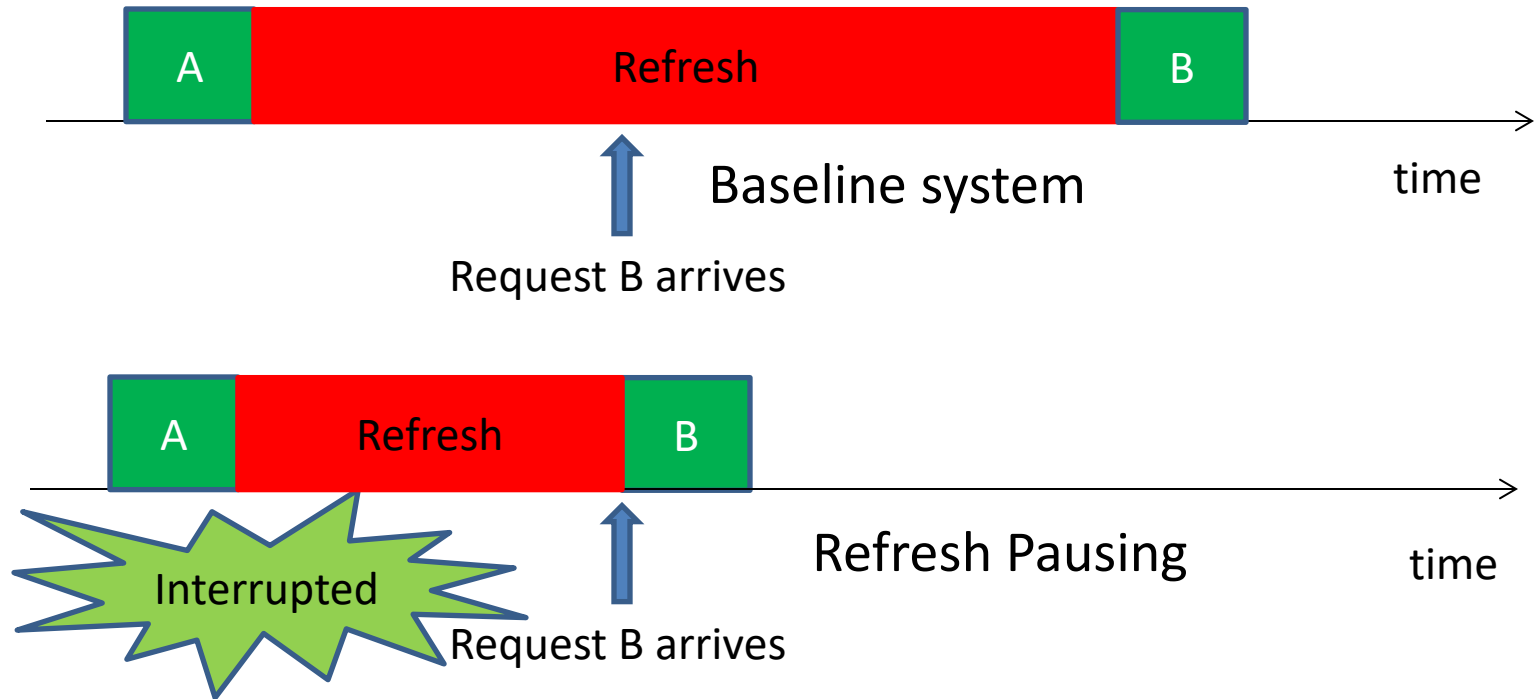 A
Refresh
B
Baseline system
time
Request B arrives
A
Refresh
B
Refresh Pausing
time
Interrupted
Request B arrives